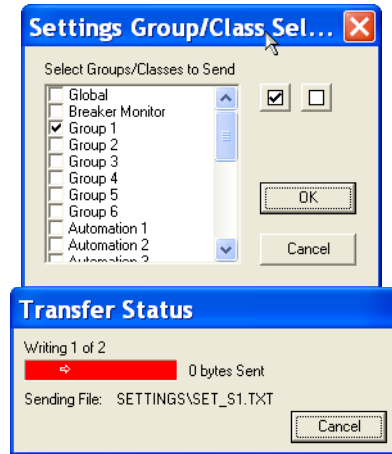 Settings Group/Class Sel...
Select Groups/Classes to Send
Global
Breaker Monitor
Group 1
Group 2
Group 3
Group 4
Group 5
Group 6
Automation 1
Automation 2
Automation 3
OK
Cancel
Transfer Status
Writing 1 of 2
0 bytes Sent
Sending File: SETTINGS\SET_S1.TXT
Cancel